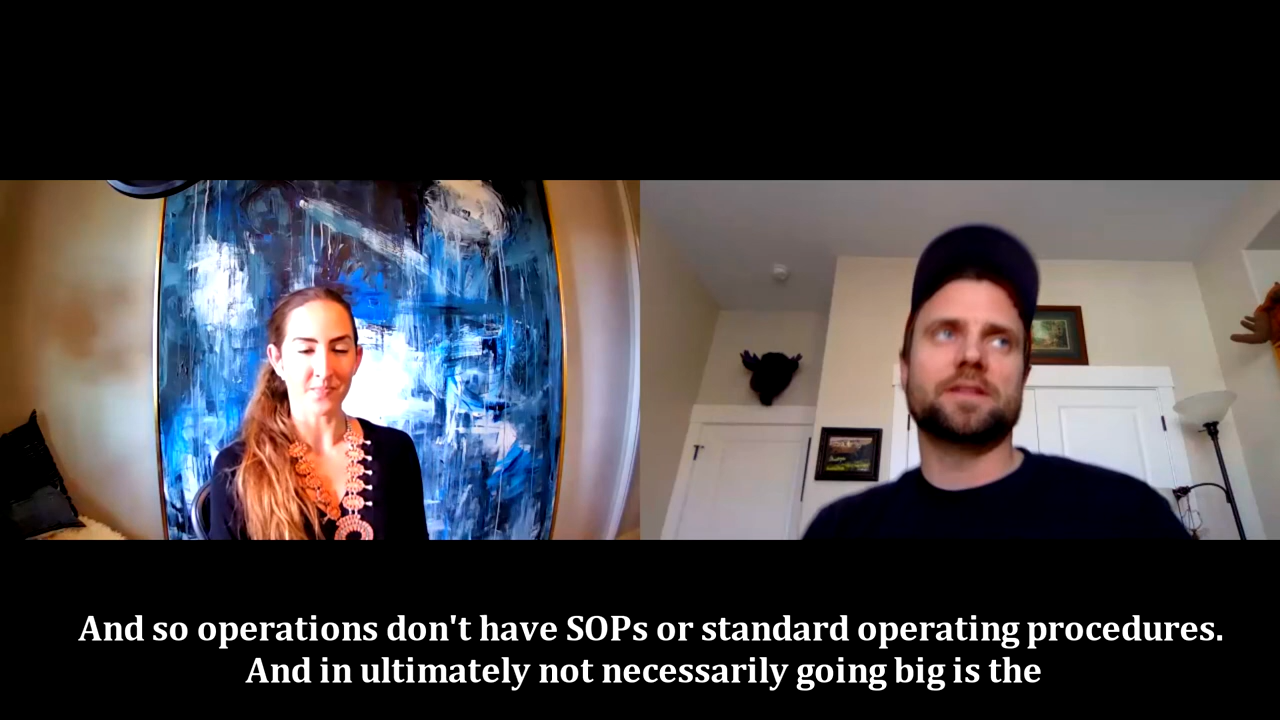 And so operations don't have SOPs or standard operating procedures.
And in ultimately not necessarily going big is the